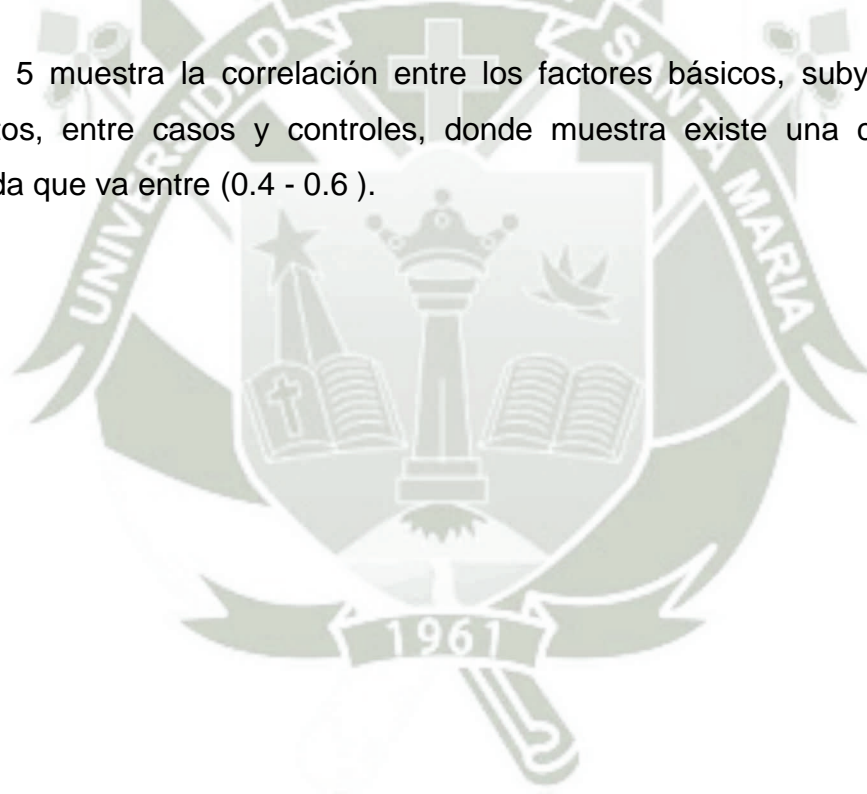 5 muestra la correlación entre los factores básicos, suby
tos, entre casos y controles, donde muestra existe una
da que va entre (0.4 - 0.6 ).
UNIVERSIDAD
SANTA MARIA
1961